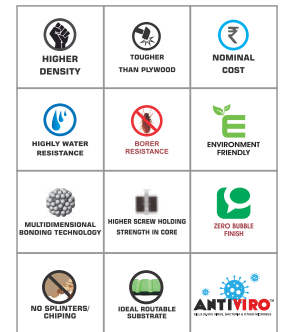 HIGHER
DENSITY
TOUGHER
THAN PLYWOOD
₹
NOMINAL
COST
HIGHLY WATER
RESISTANCE
BORER
RESISTANCE
ENVIRONMENT
FRIENDLY
MULTIDIMENSIONAL
BONDING TECHNOLOGY
HIGHER SCREW HOLDING
STRENGTH IN CORE
ZERO BUBBLE
FINISH
NO SPLINTERS/
CHIPING
IDEAL ROUTABLE
SUBSTRATE
ANTIVIRO